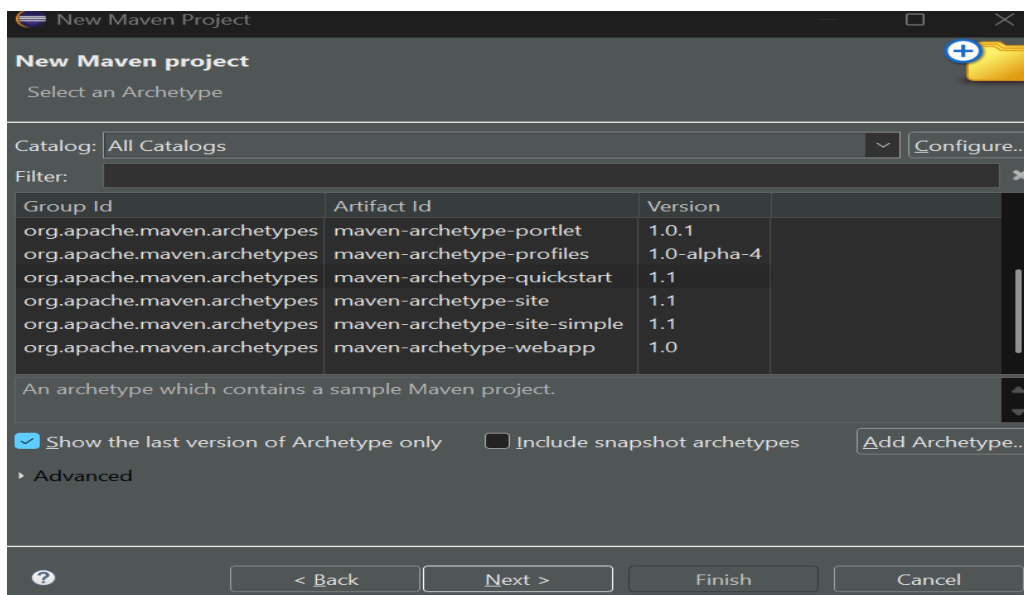 New Maven Project
New Maven project
Select an Archetype
Catalog: All Catalogs Configure..
Filter:
Group Id Artifact Id Version
org.apache.maven.archetypes maven-archetype-portlet 1.0.1
org.apache.maven.archetypes maven-archetype-profiles 1.0-alpha-4
org.apache.maven.archetypes maven-archetype-quickstart 1.1
org.apache.maven.archetypes maven-archetype-site 1.1
org.apache.maven.archetypes maven-archetype-site-simple 1.1
org.apache.maven.archetypes maven-archetype-webapp 1.0
An archetype which contains a sample Maven project.
Show the last version of Archetype only Include snapshot archetypes Add Archetype..
Advanced
? < Back Next > Finish Cancel